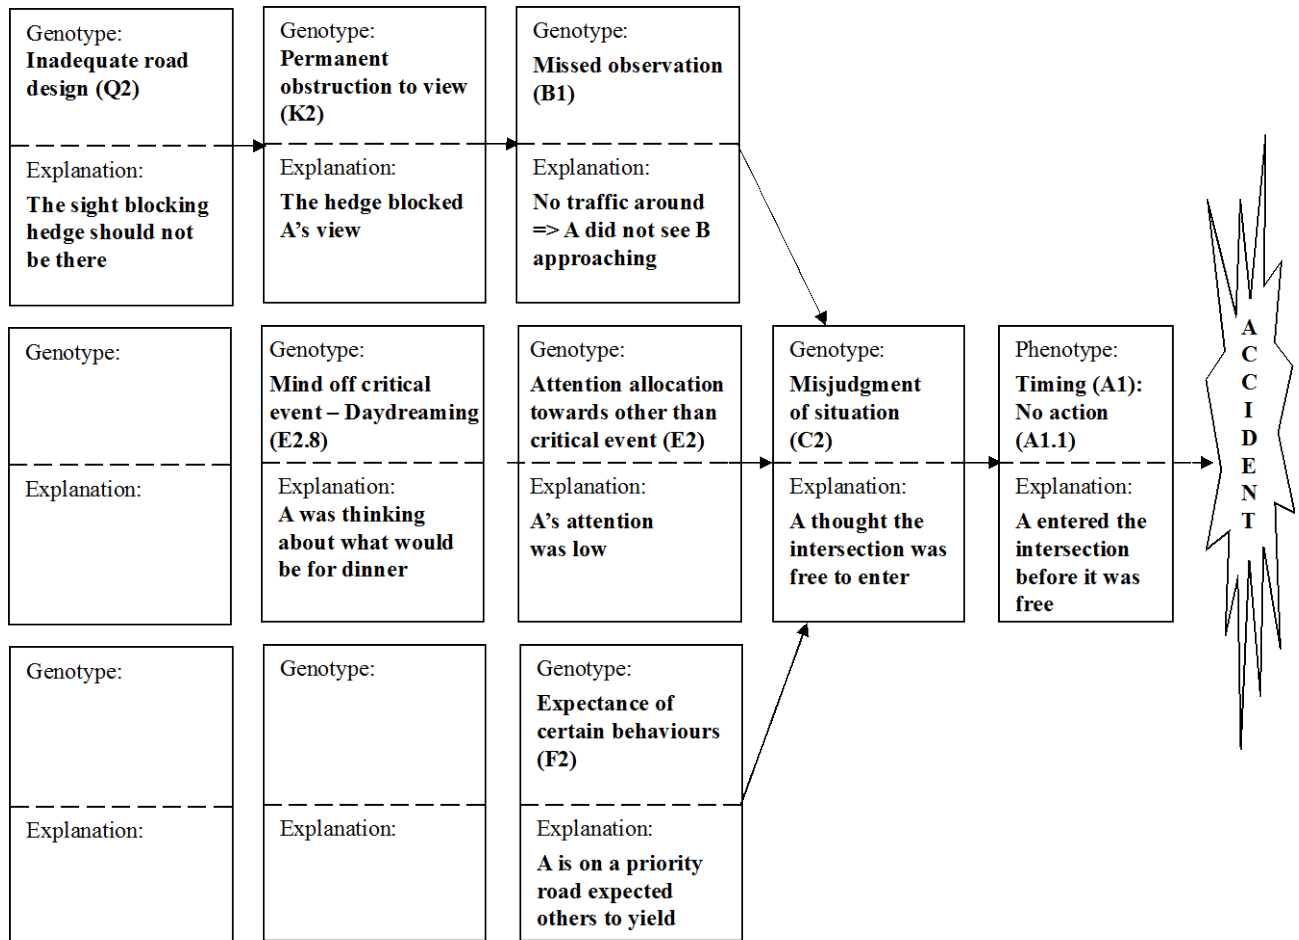 Genotype:
Inadequate road
design (Q2)
Explanation:
The sight blocking
hedge should not
be there
Genotype:
Permanent
obstruction to view
(K2)
Explanation:
The hedge blocked
A’s view
Genotype:
Missed observation
(B1)
Explanation:
No traffic around
=> A did not see B
approaching
Genotype:
Explanation:
Genotype:
Mind off critical
event – Daydreaming
(E2.8)
Explanation:
A was thinking
about what would
be for dinner
Genotype:
Attention allocation
towards other than
critical event (E2)
Explanation:
A’s attention
was low
Genotype:
Misjudgment
of situation
(C2)
Explanation:
A thought the
intersection was
free to enter
Phenotype:
Timing (A1):
No action
(A1.1)
Explanation:
A entered the
intersection
before it was
free
A
C
C
I
D
E
N
T
Genotype:
Explanation:
Genotype:
Explanation:
Genotype:
Expectance of
certain behaviours
(F2)
Explanation:
A is on a priority
road expected
others to yield